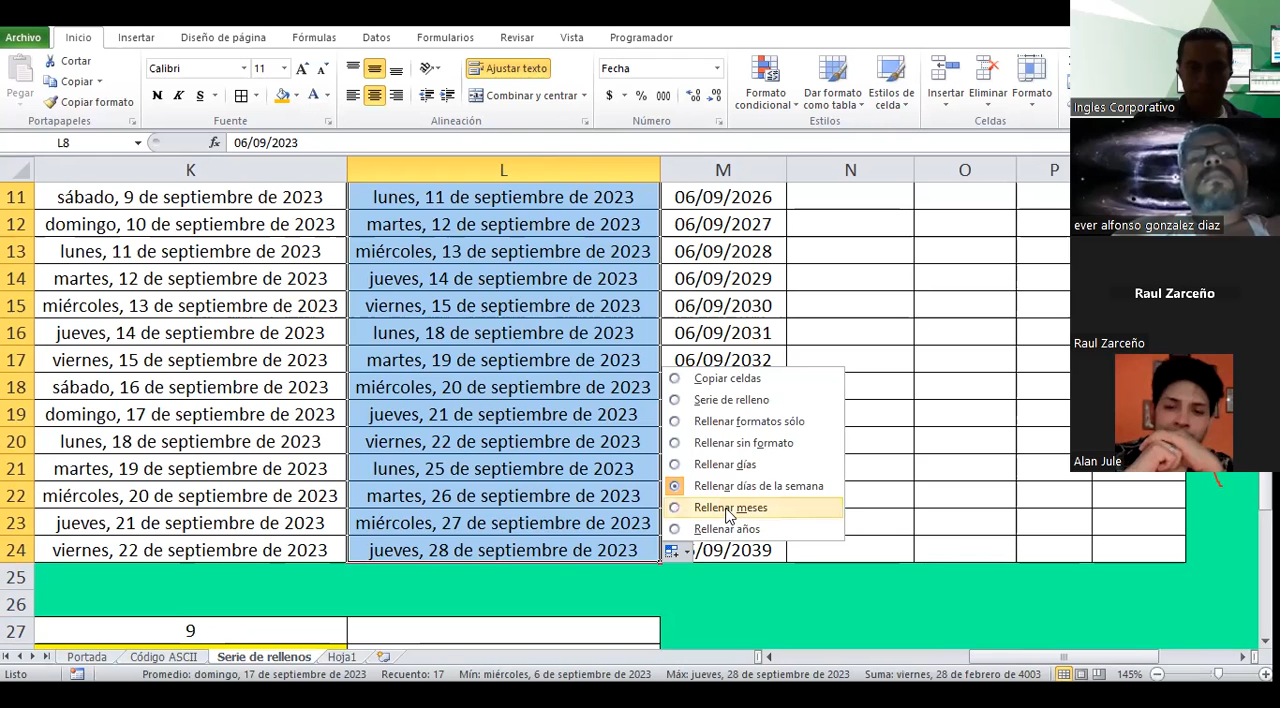 Archivo Inicio Insertar Diseño de página Fórmulas Datos Formularios Revisar Vista Programador
Pegar
Cortar
Copiar
Copiar formato
Portapapeles
Calibri 11
N K S
Fuente
Ajustar texto
Combinar y centrar
Alineación
Fecha
$ % 000
Número
Formato condicional
Dar formato como tabla
Estilos de celda
Estilos
Insertar Eliminar Formato
Celdas
L8 fx 06/09/2023
K L M N O P
11 sábado, 9 de septiembre de 2023 lunes, 11 de septiembre de 2023 06/09/2026
12 domingo, 10 de septiembre de 2023 martes, 12 de septiembre de 2023 06/09/2027
13 lunes, 11 de septiembre de 2023 miércoles, 13 de septiembre de 2023 06/09/2028
14 martes, 12 de septiembre de 2023 jueves, 14 de septiembre de 2023 06/09/2029
15 miércoles, 13 de septiembre de 2023 viernes, 15 de septiembre de 2023 06/09/2030
16 jueves, 14 de septiembre de 2023 lunes, 18 de septiembre de 2023 06/09/2031
17 viernes, 15 de septiembre de 2023 martes, 19 de septiembre de 2023 06/09/2032
18 sábado, 16 de septiembre de 2023 miércoles, 20 de septiembre de 2023
19 domingo, 17 de septiembre de 2023 jueves, 21 de septiembre de 2023
20 lunes, 18 de septiembre de 2023 viernes, 22 de septiembre de 2023
21 martes, 19 de septiembre de 2023 lunes, 25 de septiembre de 2023
22 miércoles, 20 de septiembre de 2023 martes, 26 de septiembre de 2023
23 jueves, 21 de septiembre de 2023 miércoles, 27 de septiembre de 2023
24 viernes, 22 de septiembre de 2023 jueves, 28 de septiembre de 2023 /09/2039
25
26
27 9
Copiar celdas
Serie de relleno
Rellenar formatos sólo
Rellenar sin formato
Rellenar días
Rellenar días de la semana
Rellenar meses
Rellenar años
Portada Código ASCII Serie de rellenos Hoja1
Listo Promedio: domingo, 17 de septiembre de 2023 Recuento: 17 Mín: miércoles, 6 de septiembre de 2023 Máx: jueves, 28 de septiembre de 2023 Suma: viernes, 28 de febrero de 4003 145%
Ingles Corporativo
ever alfonso gonzalez diaz
Raul Zarceño
Raul Zarceño
Alan Jule